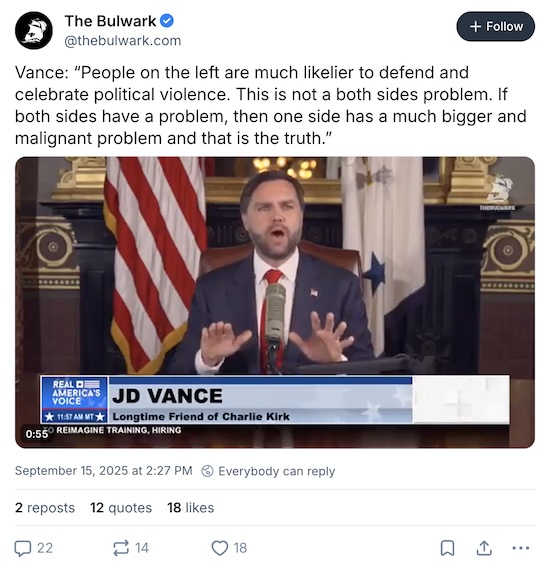 The Bulwark
@thebulwark.com
+ Follow
Vance: “People on the left are much likelier to defend and
celebrate political violence. This is not a both sides problem. If
both sides have a problem, then one side has a much bigger and
malignant problem and that is the truth.”
THEBULWARK
REAL
AMERICA'S
VOICE
11:57 AM MT
JD VANCE
Longtime Friend of Charlie Kirk
0:55
O REIMAGINE TRAINING, HIRING
September 15, 2025 at 2:27 PM
Everybody can reply
2 reposts 12 quotes 18 likes
22 14 18